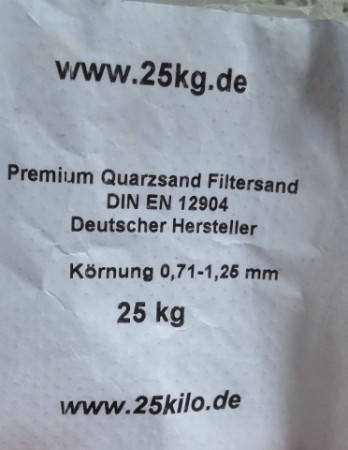 www.25kg.de
Premium Quarzsand Filtersand
DIN EN 12904
Deutscher Hersteller
Körnung 0,71-1,25 mm
25 kg
www.25kilo.de